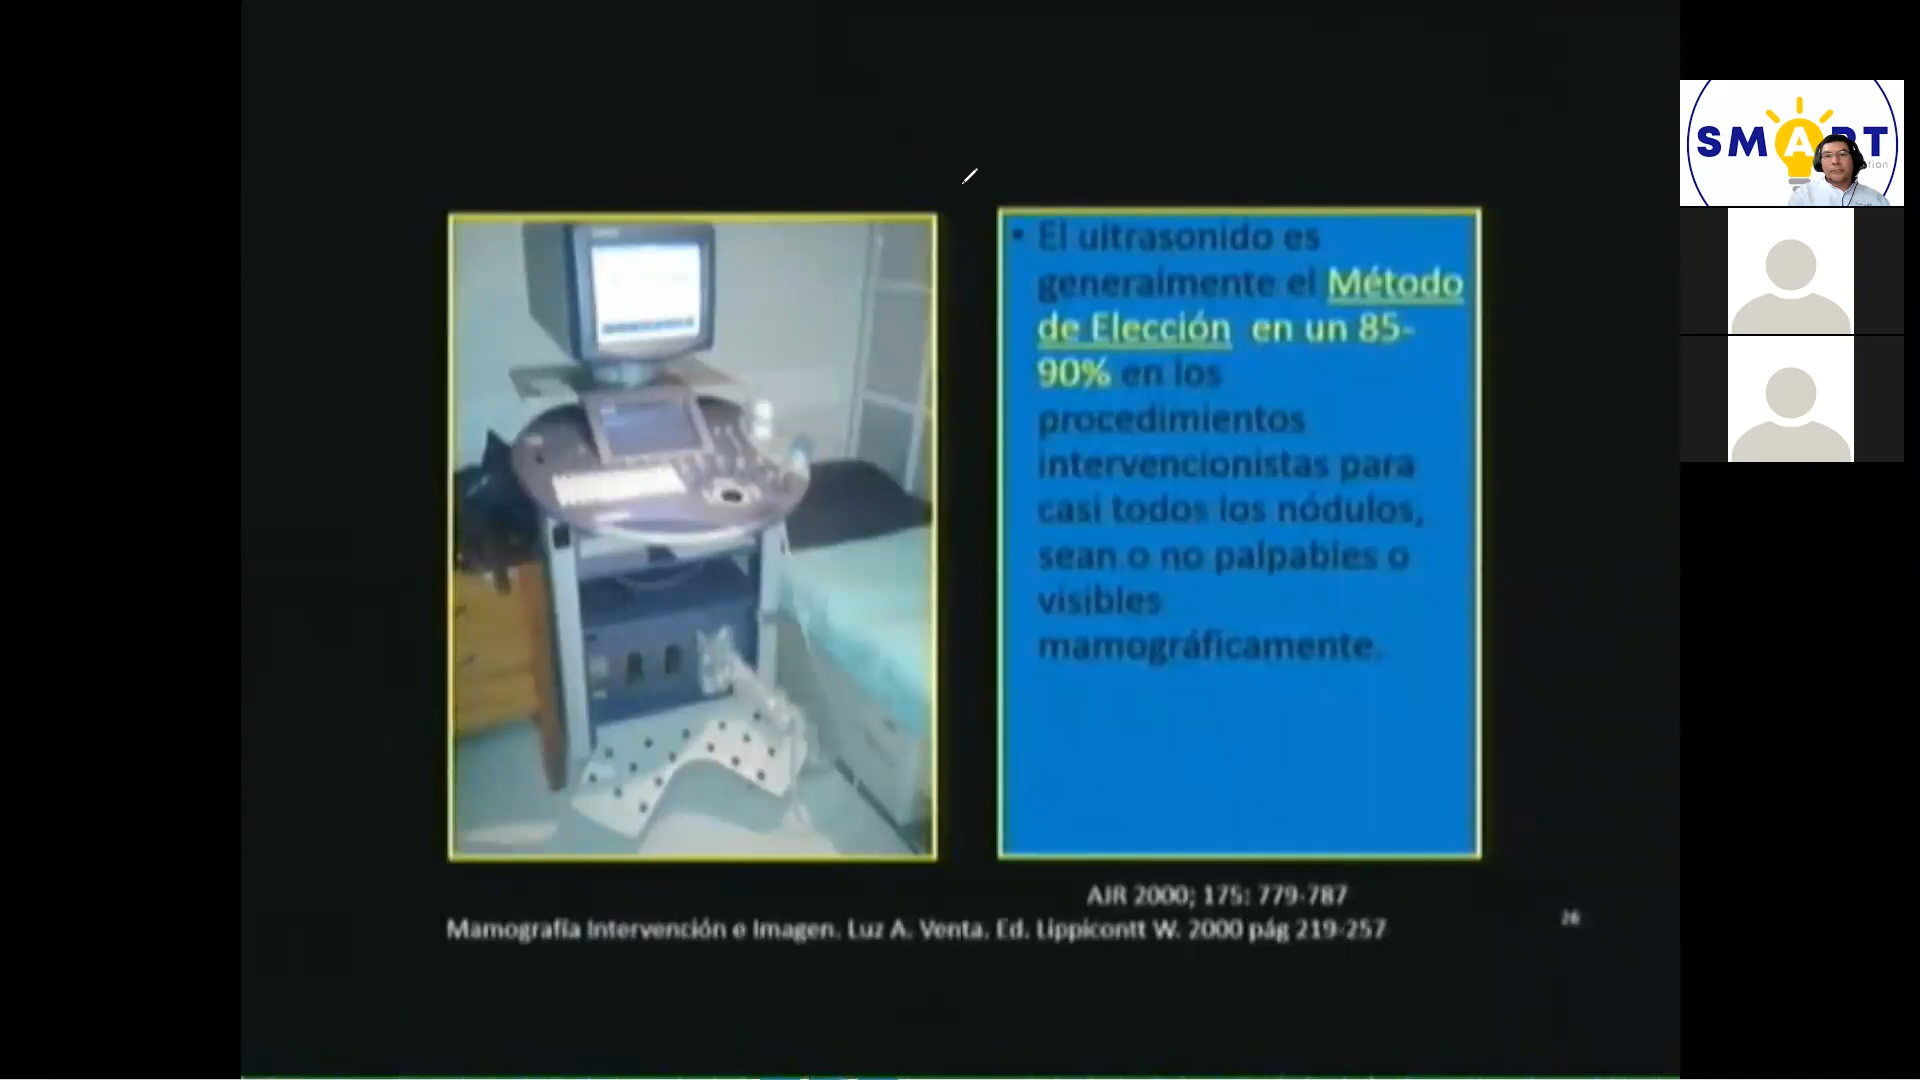 • El ultrasonido es
generalmente el Método
de Elección en un 85-
90% en los
procedimientos
intervencionistas para
casi todos los nódulos,
sean o no palpables o
visibles
mamográficamente.
AJR 2000; 175: 779-787
Mamografía Intervención e Imagen. Luz A. Venta. Ed. Lippicontt W. 2000 pág 219-257
26
SMART